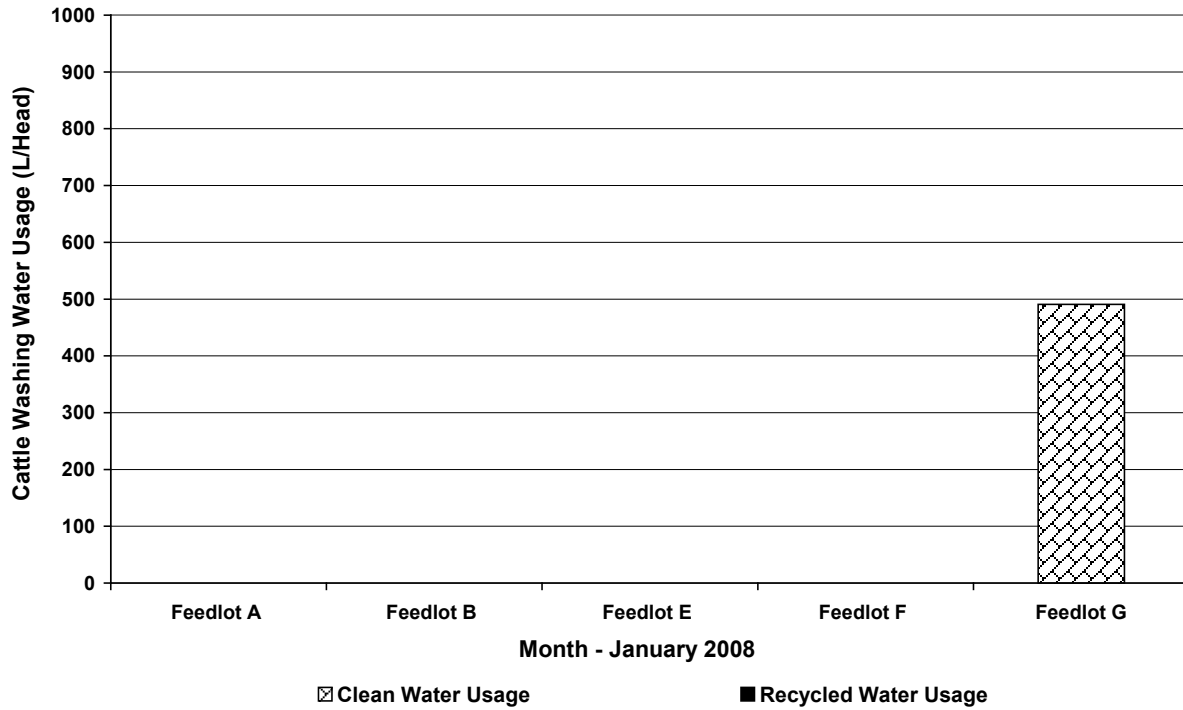 1000
900
800
700
600
500
400
300
200
100
0
Cattle Washing Water Usage (L/Head)
Feedlot A Feedlot B Feedlot E Feedlot F Feedlot G
Month - January 2008
Clean Water Usage Recycled Water Usage